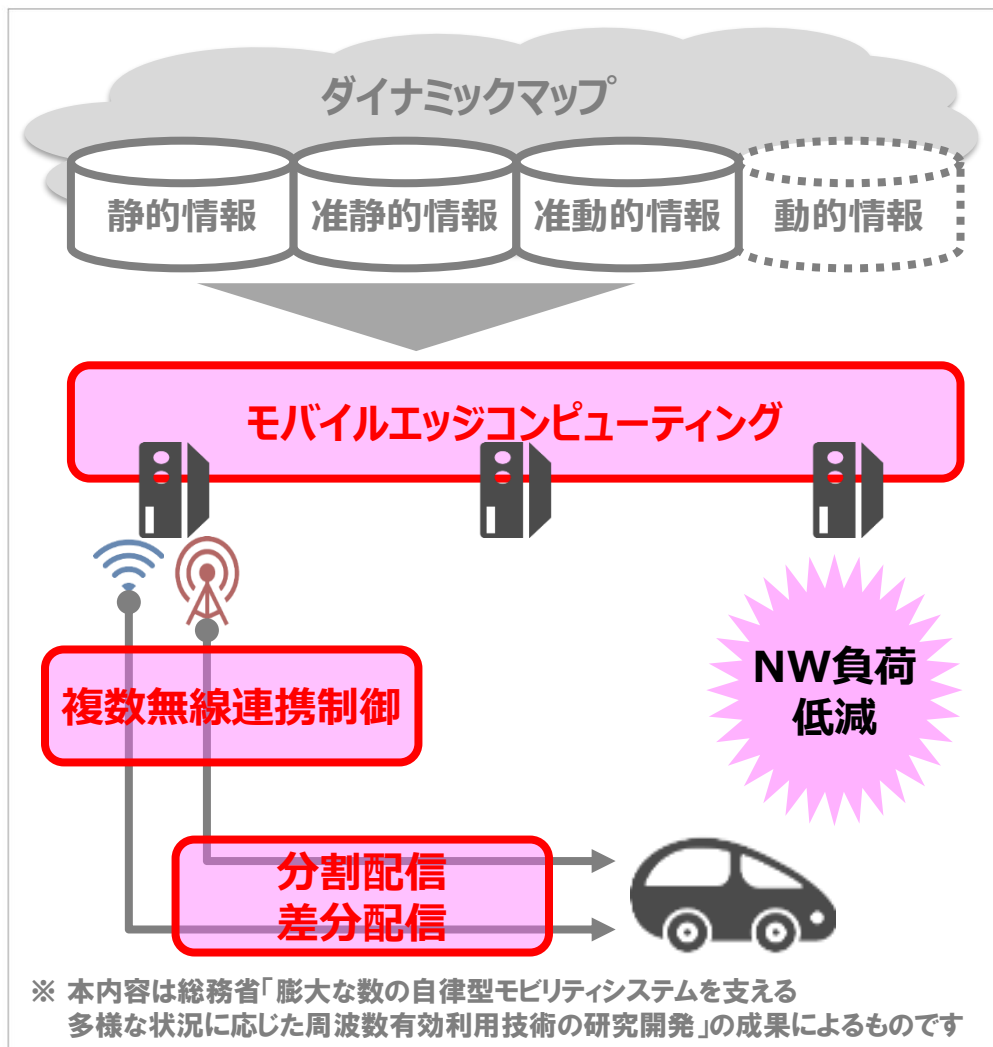 ダイナミックマップ
静的情報 准静的情報 准動的情報 動的情報
モバイルエッジコンピューティング
複数無線連携制御
NW負荷
低減
分割配信
差分配信
※ 本内容は総務省「膨大な数の自律型モビリティシステムを支える
多様な状況に応じた周波数有効利用技術の研究開発」の成果によるものです